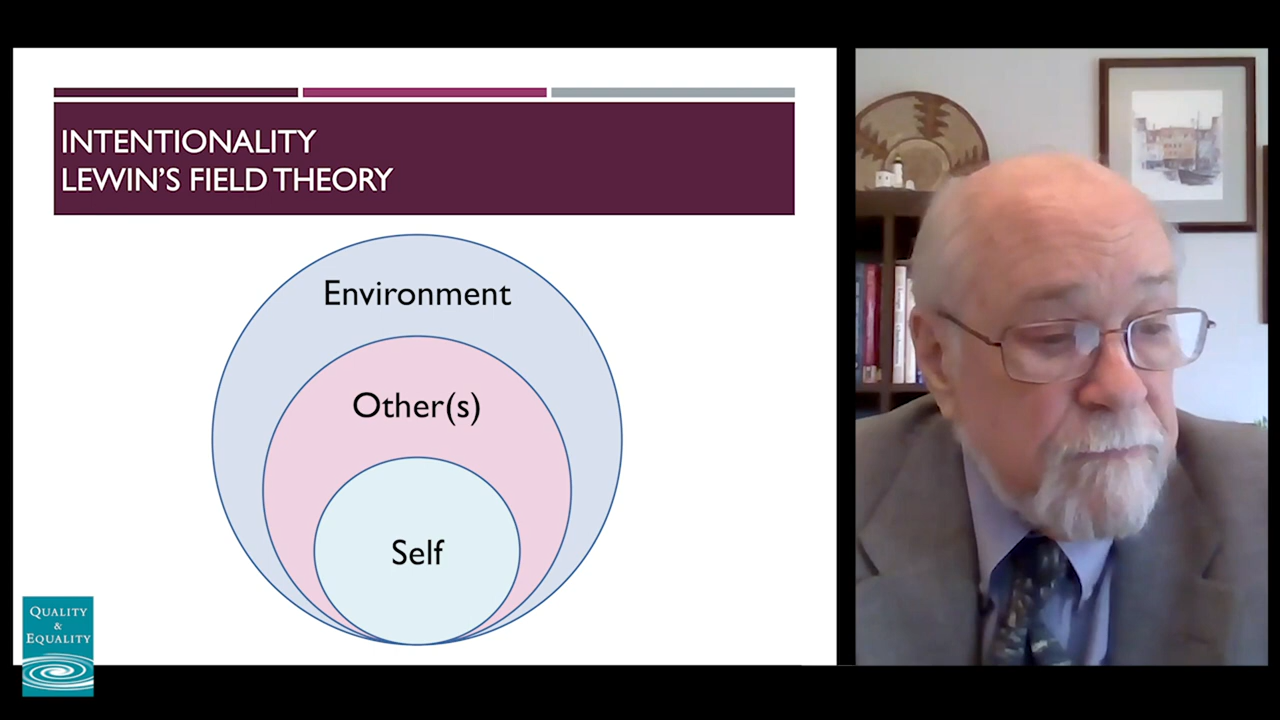 INTENTIONALITY
LEWIN'S FIELD THEORY
Environment
Other(s)
Self
QUALITY
&
EQUALITY